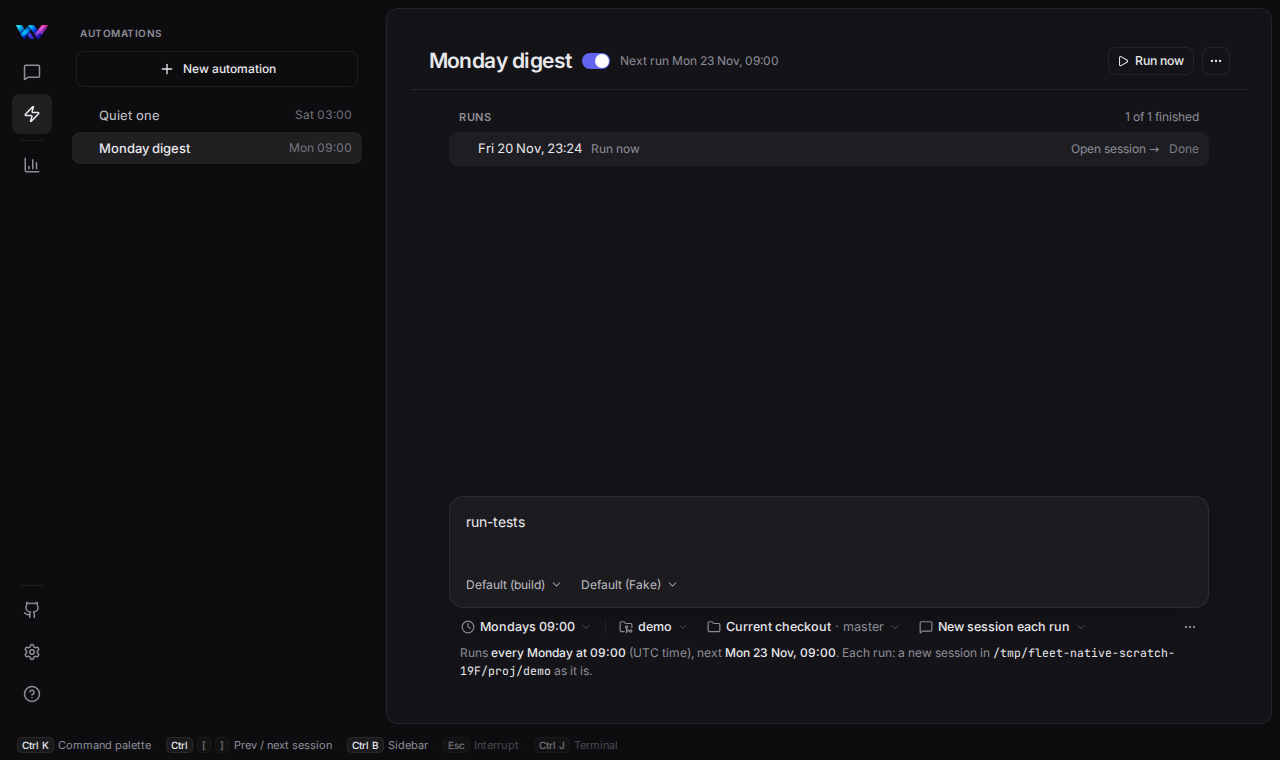 AUTOMATIONS
New automation
Quiet one Sat 03:00
Monday digest Mon 09:00
Monday digest Next run Mon 23 Nov, 09:00 Run now
RUNS 1 of 1 finished
Fri 20 Nov, 23:24 Run now Open session → Done
run-tests
Default (build) Default (Fake)
Mondays 09:00 demo Current checkout · master New session each run
Runs every Monday at 09:00 (UTC time), next Mon 23 Nov, 09:00. Each run: a new session in /tmp/fleet-native-scratch-
19F/proj/demo as it is.
Ctrl K Command palette Ctrl [ ] Prev / next session Ctrl B Sidebar Esc Interrupt Ctrl J Terminal